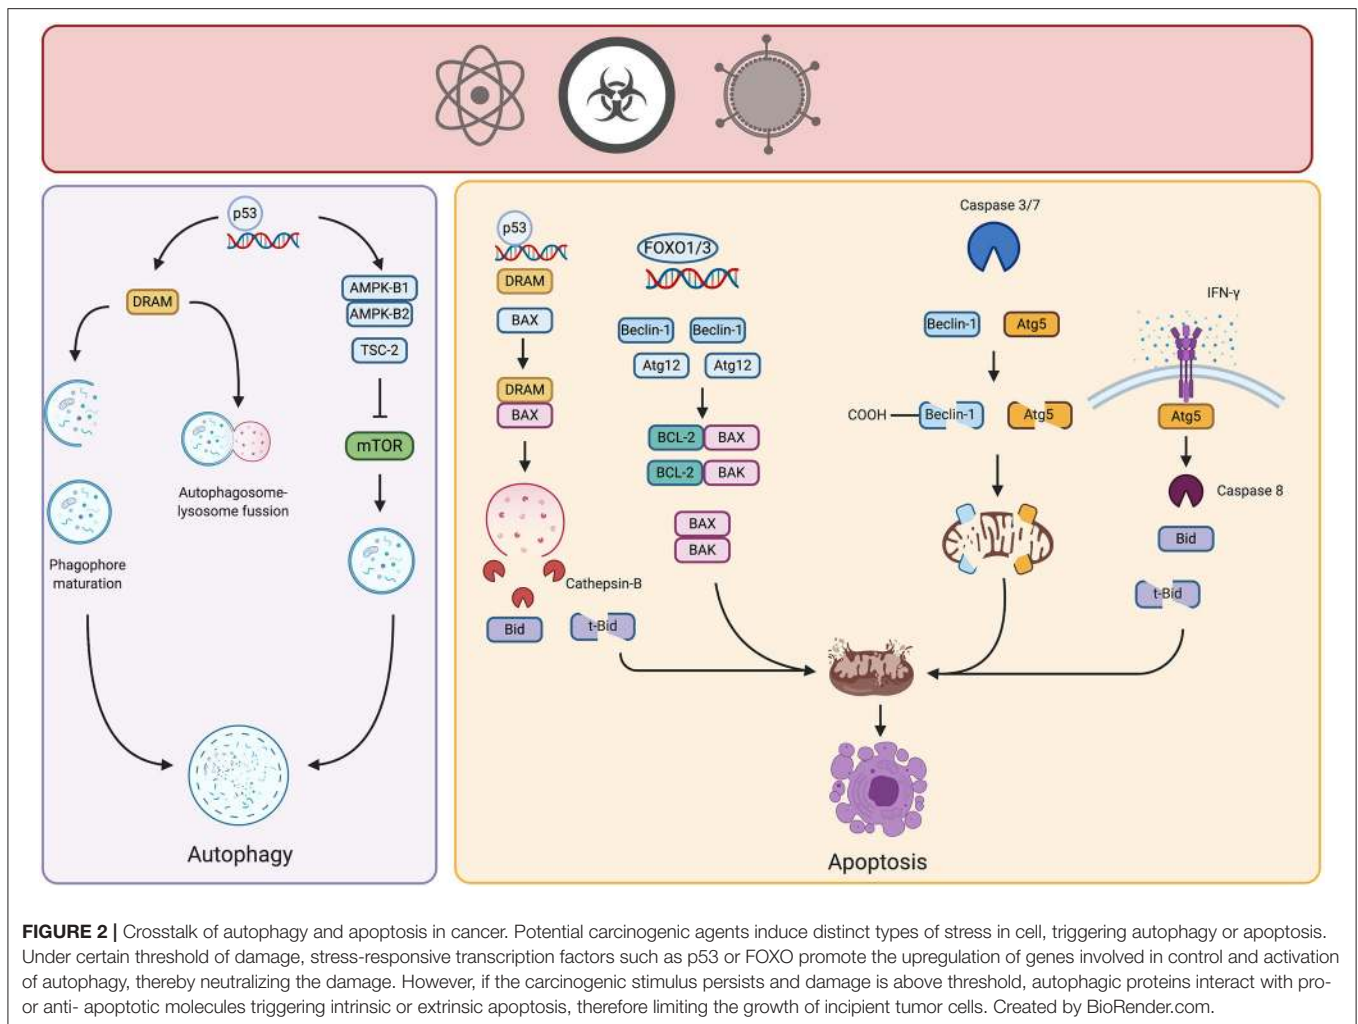 p53
DRAM
AMPK-B1
AMPK-B2
TSC-2
mTOR
Autophagosome-
lysosome fussion
Phagophore
maturation
Autophagy
p53
DRAM
BAX
DRAM
BAX
Cathepsin-B
Bid
t-Bid
FOXO1/3
Beclin-1 Beclin-1
Atg12 Atg12
BCL-2 BAX
BCL-2 BAK
BAX
BAK
Caspase 3/7
Beclin-1 Atg5
COOH Beclin-1 Atg5
IFN-γ
Atg5
Caspase 8
Bid
t-Bid
Apoptosis
FIGURE 2 | Crosstalk of autophagy and apoptosis in cancer. Potential carcinogenic agents induce distinct types of stress in cell, triggering autophagy or apoptosis.
Under certain threshold of damage, stress-responsive transcription factors such as p53 or FOXO promote the upregulation of genes involved in control and activation
of autophagy, thereby neutralizing the damage. However, if the carcinogenic stimulus persists and damage is above threshold, autophagic proteins interact with pro-
or anti- apoptotic molecules triggering intrinsic or extrinsic apoptosis, therefore limiting the growth of incipient tumor cells. Created by BioRender.com.